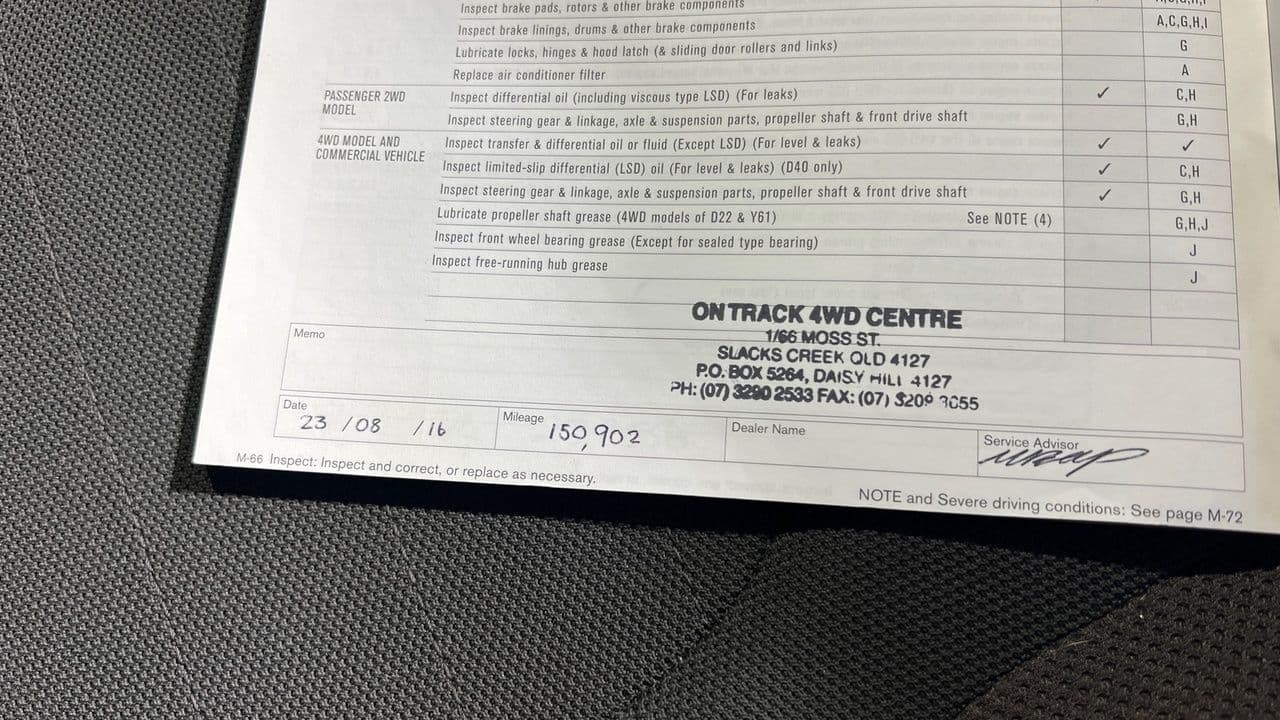 Inspect brake pads, rotors & other brake components
Inspect brake linings, drums & other brake components A,C,G,H,I
Lubricate locks, hinges & hood latch (& sliding door rollers and links) G
Replace air conditioner filter A
PASSENGER 2WD MODEL Inspect differential oil (including viscous type LSD) (For leaks) ✓ C,H
Inspect steering gear & linkage, axle & suspension parts, propeller shaft & front drive shaft G,H
4WD MODEL AND COMMERCIAL VEHICLE Inspect transfer & differential oil or fluid (Except LSD) (For level & leaks) ✓ ✓
Inspect limited-slip differential (LSD) oil (For level & leaks) (D40 only) ✓ C,H
Inspect steering gear & linkage, axle & suspension parts, propeller shaft & front drive shaft ✓ G,H
Lubricate propeller shaft grease (4WD models of D22 & Y61) See NOTE (4) G,H,J
Inspect front wheel bearing grease (Except for sealed type bearing) J
Inspect free-running hub grease J
ON TRACK 4WD CENTRE
1/66 MOSS ST.
SLACKS CREEK QLD 4127
P.O. BOX 5264, DAISY HILL 4127
PH: (07) 3290 2533 FAX: (07) 3055
Memo
Date 23 /08 /16 Mileage 150,902 Dealer Name Service Advisor
M-66 Inspect: Inspect and correct, or replace as necessary.
NOTE and Severe driving conditions: See page M-72